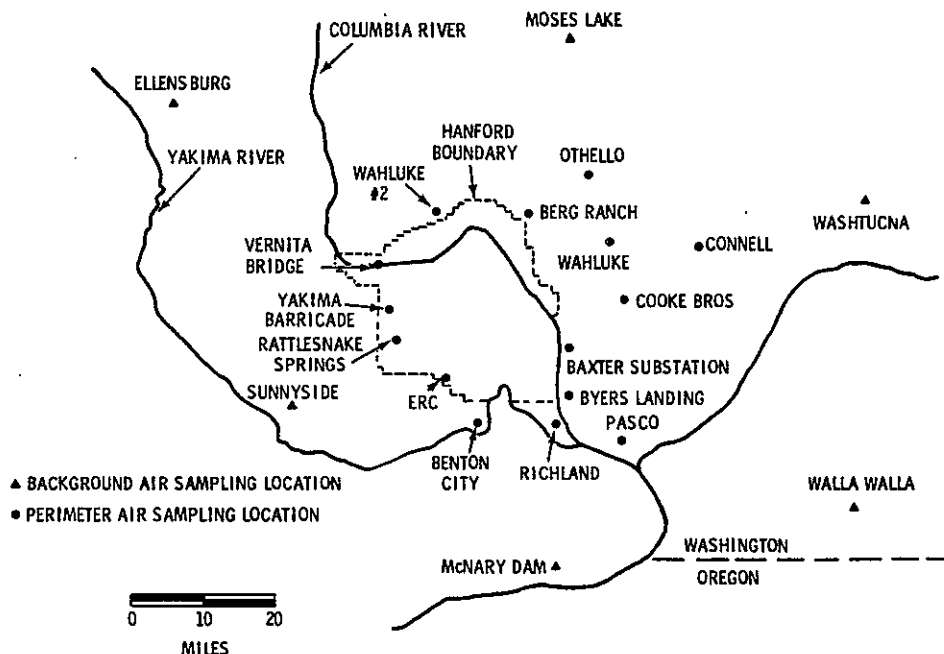 MOSES LAKE
COLUMBIA RIVER
ELLENSBURG
HANFORD
BOUNDARY
OTHELLO
YAKIMA RIVER
WAHLUKE
#2
BERG RANCH
WASHTUCNA
VERNITA
BRIDGE
WAHLUKE
CONNELL
YAKIMA
BARRICADE
COOKE BROS
RATTLESNAKE
SPRINGS
BAXTER SUBSTATION
SUNNYSIDE
ERC
BYERS LANDING
PASCO
BENTON
CITY
RICHLAND
▲ BACKGROUND AIR SAMPLING LOCATION
● PERIMETER AIR SAMPLING LOCATION
WALLA WALLA
WASHINGTON
OREGON
McNARY DAM
0 10 20
MILES